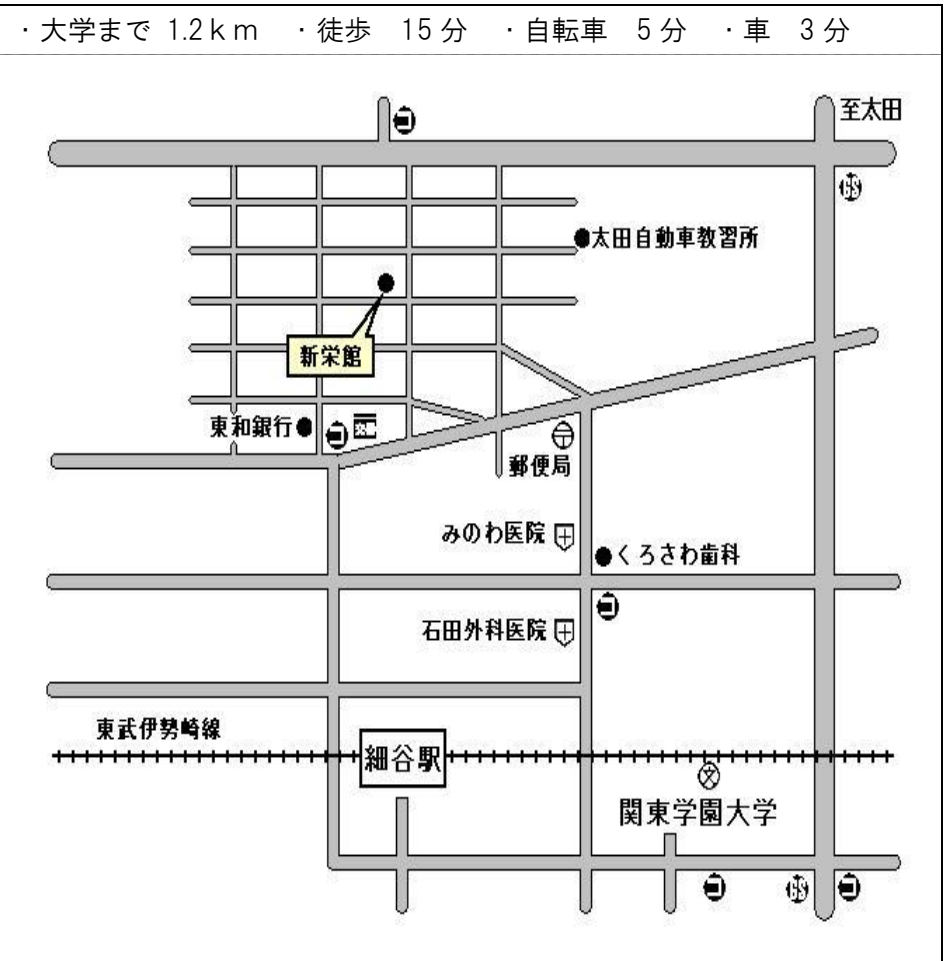 ・大学まで 1.2ｋｍ ・徒歩 15分 ・自転車 5分 ・車 3分
至太田
GS
太田自動車教習所
新栄館
東和銀行
郵便局
みのわ医院
くろさわ歯科
石田外科医院
東武伊勢崎線
細谷駅
文
関東学園大学
GS